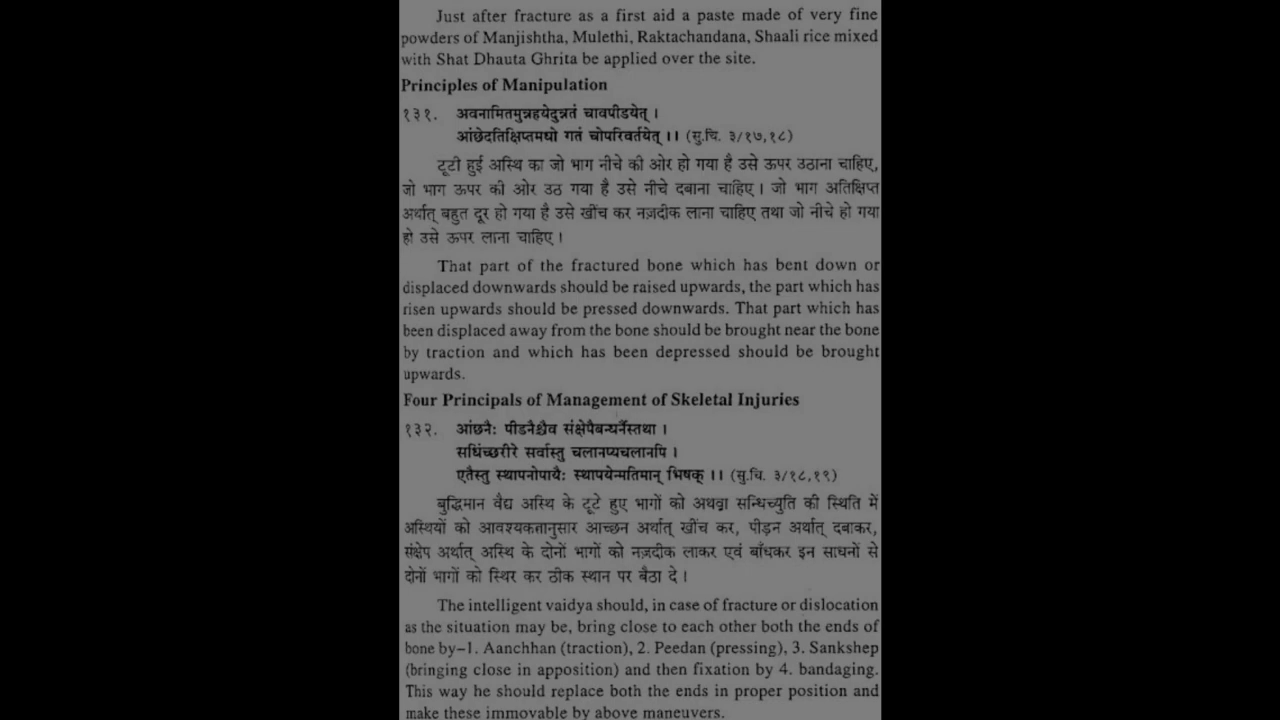 Just after fracture as a first aid a paste made of very fine
powders of Manjishtha, Mulethi, Raktachandana, Shaali rice mixed
with Shat Dhauta Ghrita be applied over the site.
Principles of Manipulation
१३१. अवनामितमुन्नहयेदुन्नतं चावपीडयेत् ।
आंछेदतिक्षिप्तमधो गतं चोपरिवर्तयेत् ।। (सु.चि. ३/१७,१८)
टूटी हुई अस्थि का जो भाग नीचे की ओर हो गया है उसे ऊपर उठाना चाहिए,
जो भाग ऊपर की ओर उठ गया है उसे नीचे दबाना चाहिए । जो भाग अतिक्षिप्त
अर्थात् बहुत दूर हो गया है उसे खींच कर नज़दीक लाना चाहिए तथा जो नीचे हो गया
हो उसे ऊपर लाना चाहिए ।
That part of the fractured bone which has bent down or
displaced downwards should be raised upwards, the part which has
risen upwards should be pressed downwards. That part which has
been displaced away from the bone should be brought near the bone
by traction and which has been depressed should be brought
upwards.
Four Principals of Management of Skeletal Injuries
१३२. आंछनैः पीडनैश्चैव संक्षेपैबन्धनैंस्तथा ।
सधिंच्छरीरे सर्वास्तु चलानप्यचलानपि ।
एतैस्तु स्थापनोपायैः स्थापयेन्मतिमान् भिषक् ।। (सु.चि. ३/१८,१९)
बुद्धिमान वैद्य अस्थि के टूटे हुए भागों को अथवा सन्धिच्युति की स्थिति में
अस्थियों को आवश्यकतानुसार आच्छन अर्थात् खींच कर, पीड़न अर्थात् दबाकर,
संक्षेप अर्थात् अस्थि के दोनों भागों को नज़दीक लाकर एवं बाँधकर इन साधनों से
दोनों भागों को स्थिर कर ठीक स्थान पर बैठा दे ।
The intelligent vaidya should, in case of fracture or dislocation
as the situation may be, bring close to each other both the ends of
bone by–1. Aanchhan (traction), 2. Peedan (pressing), 3. Sankshep
(bringing close in apposition) and then fixation by 4. bandaging.
This way he should replace both the ends in proper position and
make these immovable by above maneuvers.